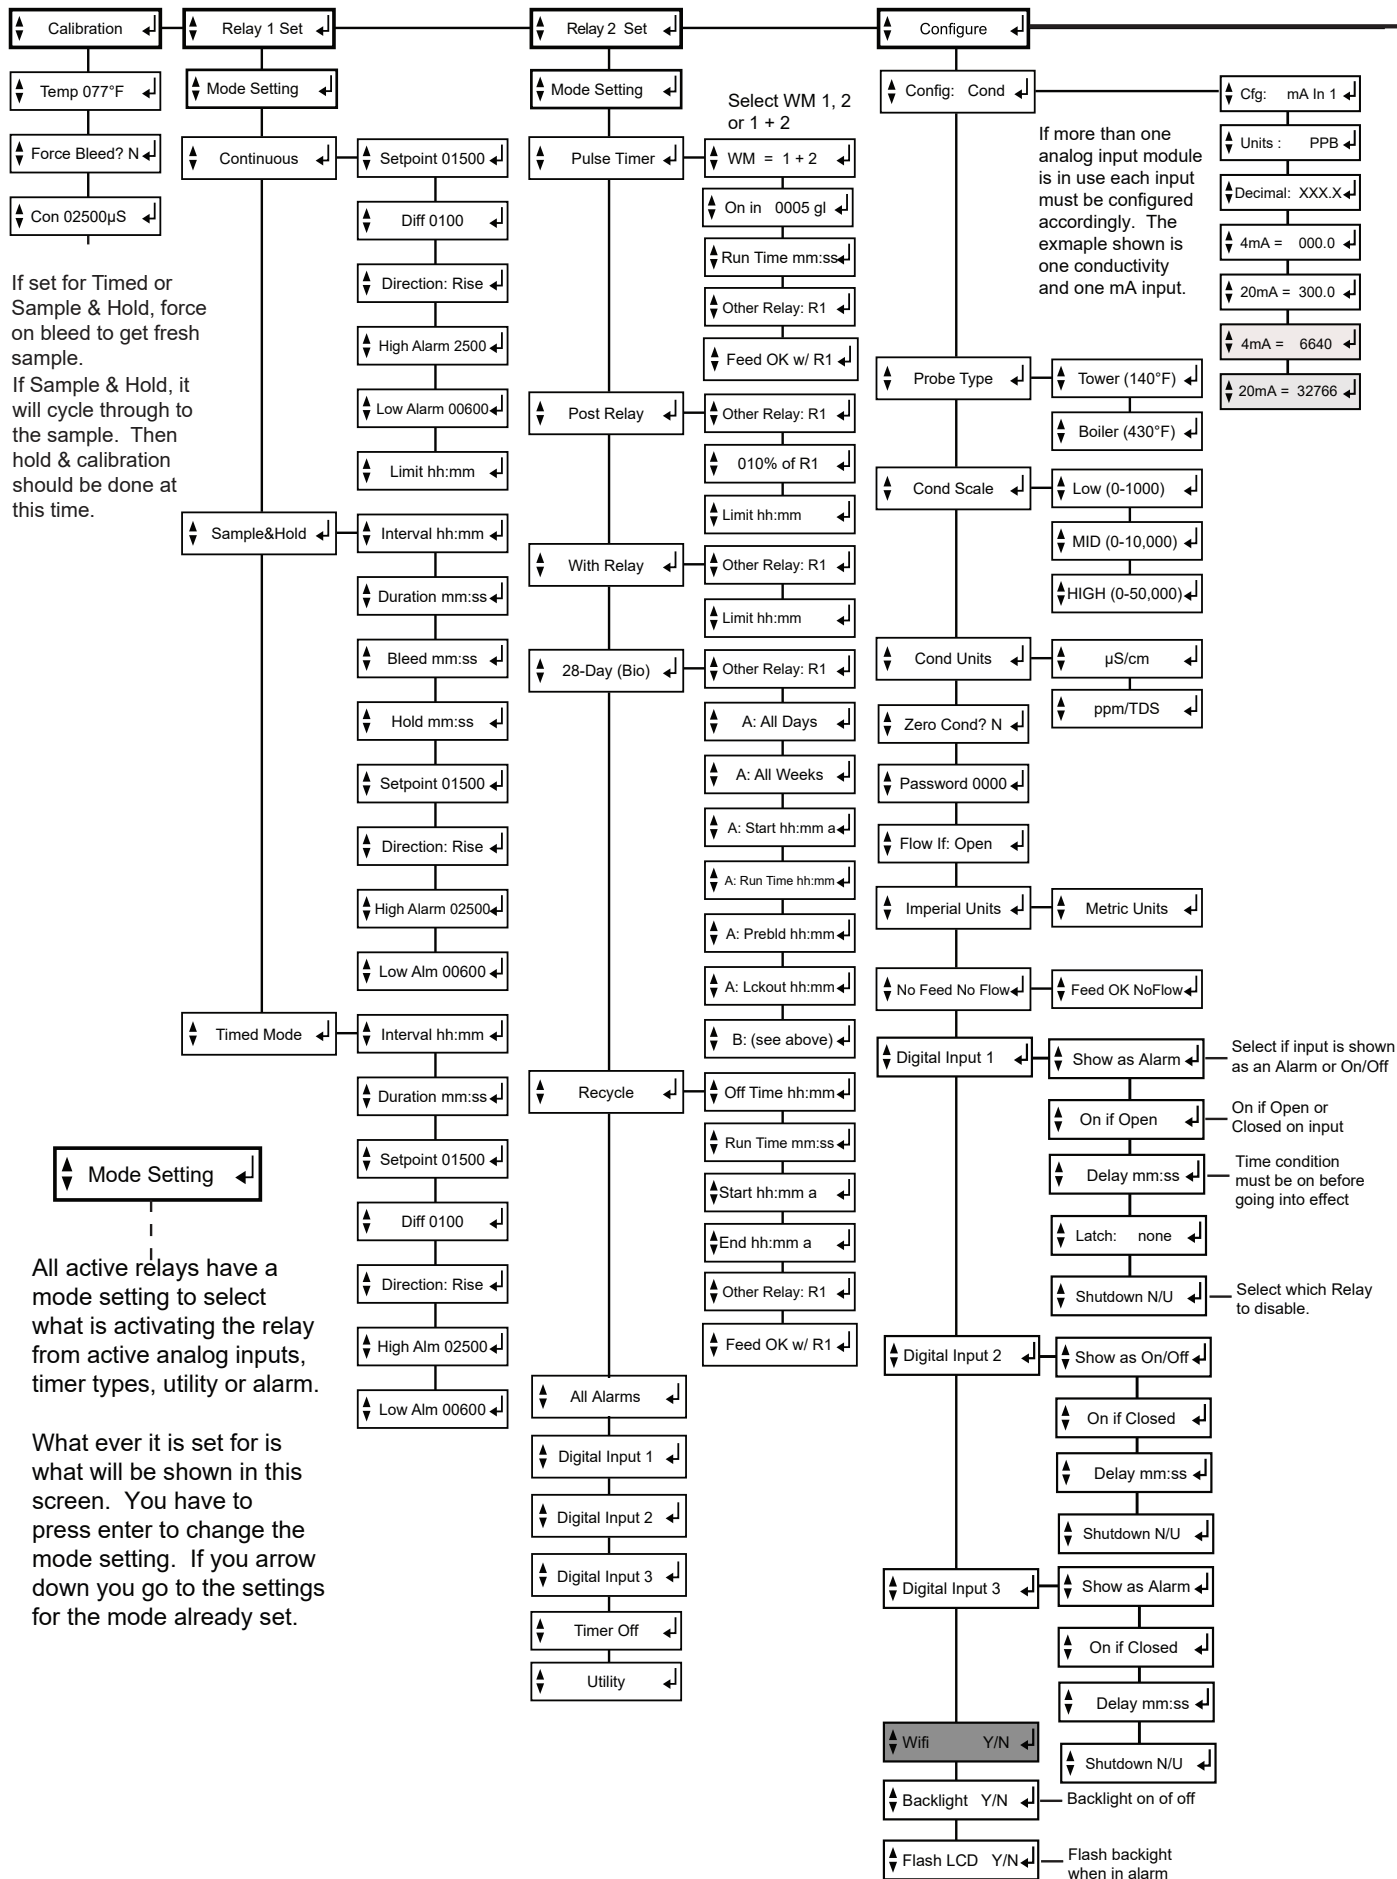 Calibration
Relay 1 Set
Relay 2  Set
Configure
Temp 077°F
Force Bleed? N
Con 02500µS
If set for Timed or
Sample & Hold, force
on bleed to get fresh
sample.
If Sample & Hold, it
will cycle through to
the sample.  Then
hold & calibration
should be done at
this time.
Mode Setting
All active relays have a
mode setting to select
what is activating the relay
from active analog inputs,
timer types, utility or alarm.
What ever it is set for is
what will be shown in this
screen.  You have to
press enter to change the
mode setting.  If you arrow
down you go to the settings
for the mode already set.
Mode Setting
Continuous
Setpoint 01500
Diff 0100
Direction: Rise
High Alarm 2500
Low Alarm 00600
Limit hh:mm
Sample&Hold
Interval hh:mm
Duration mm:ss
Bleed mm:ss
Hold mm:ss
Setpoint 01500
Direction: Rise
High Alarm 02500
Low Alm 00600
Timed Mode
Interval hh:mm
Duration mm:ss
Setpoint 01500
Diff 0100
Direction: Rise
High Alm 02500
Low Alm 00600
Mode Setting
Select WM 1, 2
or 1 + 2
Pulse Timer
WM  =  1 + 2
On in   0005 gl
Run Time mm:ss
Other Relay: R1
Feed OK w/ R1
Post Relay
Other Relay: R1
010% of R1
Limit hh:mm
With Relay
Other Relay: R1
Limit hh:mm
28-Day (Bio)
Other Relay: R1
A: All Days
A: All Weeks
A: Start hh:mm a
A: Run Time hh:mm
A: Prebld hh:mm
A: Lckout hh:mm
B: (see above)
Recycle
Off Time hh:mm
Run Time mm:ss
Start hh:mm a
End hh:mm a
Other Relay: R1
Feed OK w/ R1
All Alarms
Digital Input 1
Digital Input 2
Digital Input 3
Timer Off
Utility
Config:   Cond
Cfg:     mA In 1
Units :       PPB
Decimal:  XXX.X
4mA =    000.0
20mA =  300.0
4mA =    6640
20mA =  32766
If more than one
analog input module
is in use each input
must be configured
accordingly.  The
exmaple shown is
one conductivity
and one mA input.
Probe Type
Tower (140°F)
Boiler (430°F)
Cond Scale
Low (0-1000)
MID (0-10,000)
HIGH (0-50,000)
Cond Units
µS/cm
ppm/TDS
Zero Cond? N
Password 0000
Flow If: Open
Imperial Units
Metric Units
No Feed No Flow
Feed OK NoFlow
Digital Input 1
Show as Alarm
Select if input is shown
as an Alarm or On/Off
On if Open
On if Open or
Closed on input
Delay mm:ss
Time condition
must be on before
going into effect
Latch:     none
Shutdown N/U
Select which Relay
to disable.
Digital Input 2
Show as On/Off
On if Closed
Delay mm:ss
Shutdown N/U
Digital Input 3
Show as Alarm
On if Closed
Delay mm:ss
Shutdown N/U
Wifi             Y/N
Backlight   Y/N
Backlight on of off
Flash LCD   Y/N
Flash backight
when in alarm